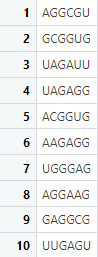 1 AGGCGU
2 GCGGUG
3 UAGAUU
4 UAGAGG
5 ACGGUG
6 AAGAGG
7 UGGGAG
8 AGGAAG
9 GAGGCG
10 UUGAGU